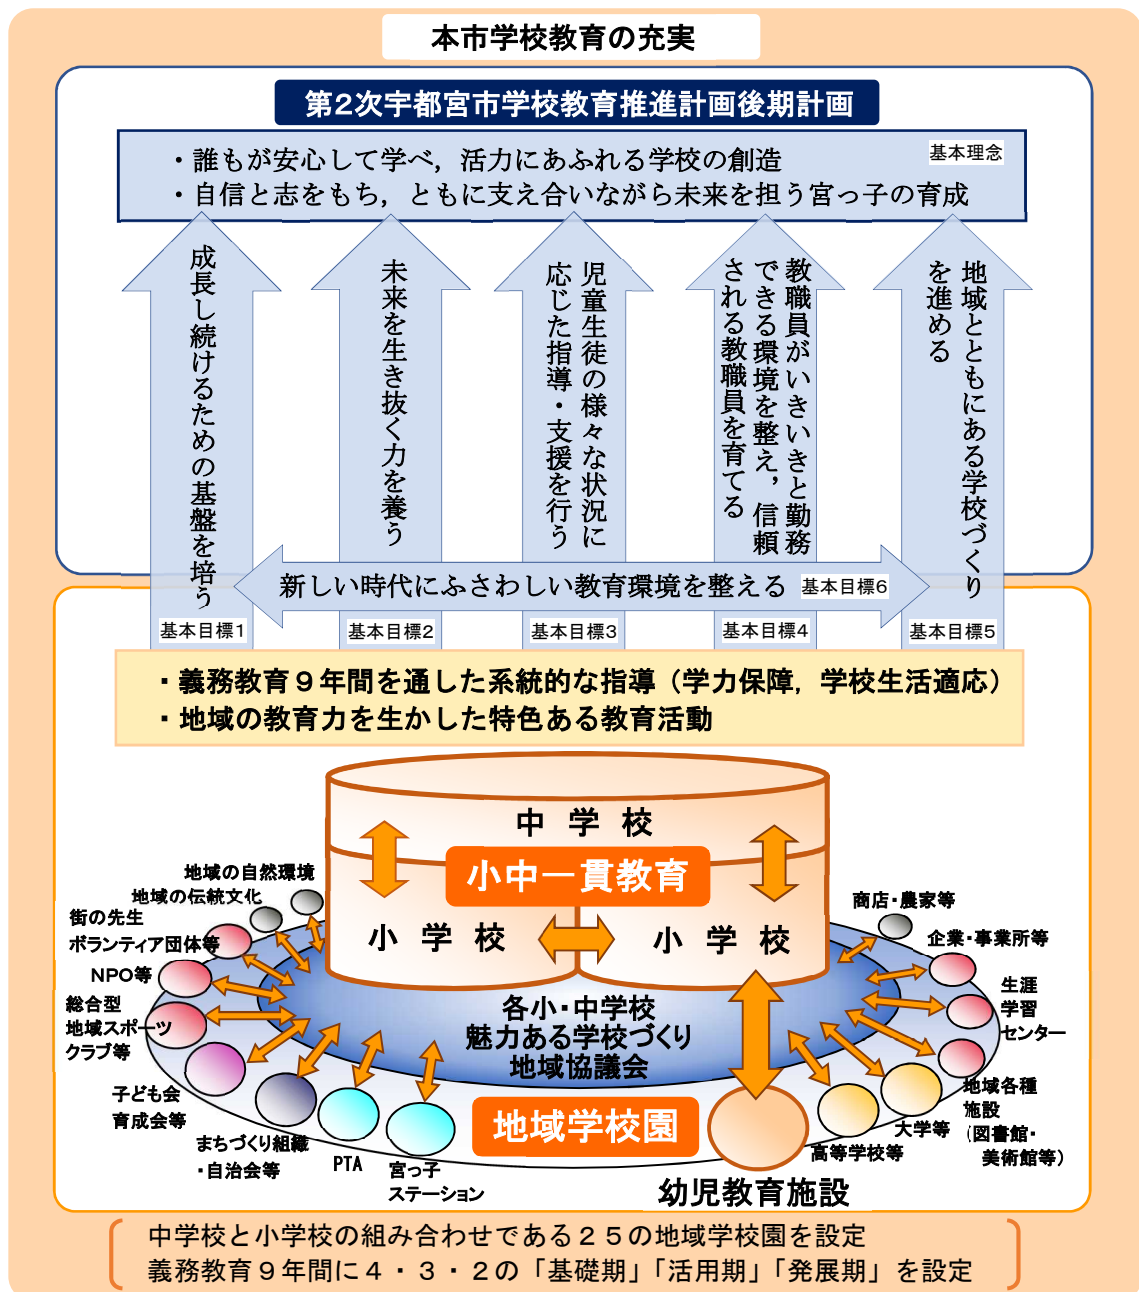 本市学校教育の充実
第2次宇都宮市学校教育推進計画後期計画
基本理念
・誰もが安心して学べ，活力にあふれる学校の創造
・自信と志をもち，ともに支え合いながら未来を担う宮っ子の育成
成長し続けるための基盤を培う
未来を生き抜く力を養う
児童生徒の様々な状況に
応じた指導・支援を行う
教職員がいきいきと勤務
できる環境を整え，信頼
される教職員を育てる
地域とともにある学校づくり
を進める
新しい時代にふさわしい教育環境を整える 基本目標6
基本目標1
基本目標2
基本目標3
基本目標4
基本目標5
・義務教育９年間を通した系統的な指導（学力保障，学校生活適応）
・地域の教育力を生かした特色ある教育活動
中学校
小中一貫教育
小学校
小学校
各小・中学校
魅力ある学校づくり
地域協議会
地域学校園
地域の自然環境
地域の伝統文化
街の先生
ボランティア団体等
NPO等
総合型
地域スポーツ
クラブ等
子ども会
育成会等
まちづくり組織
・自治会等
PTA
宮っ子
ステーション
幼児教育施設
高等学校等
大学等
地域各種
施設
（図書館・
美術館等）
生涯
学習
センター
企業・事業所等
商店・農家等
中学校と小学校の組み合わせである２５の地域学校園を設定
義務教育９年間に４・３・２の「基礎期」「活用期」「発展期」を設定